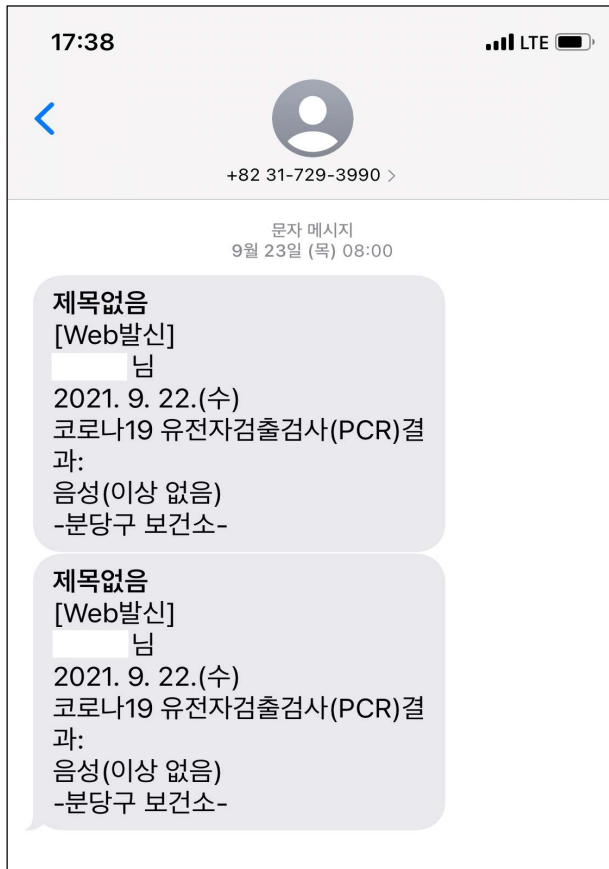 17:38
LTE
+82 31-729-3990 >
문자 메시지
9월 23일 (목) 08:00
제목없음
[Web발신]
님
2021. 9. 22.(수)
코로나19 유전자검출검사(PCR)결
과:
음성(이상 없음)
-분당구 보건소-
제목없음
[Web발신]
님
2021. 9. 22.(수)
코로나19 유전자검출검사(PCR)결
과:
음성(이상 없음)
-분당구 보건소-